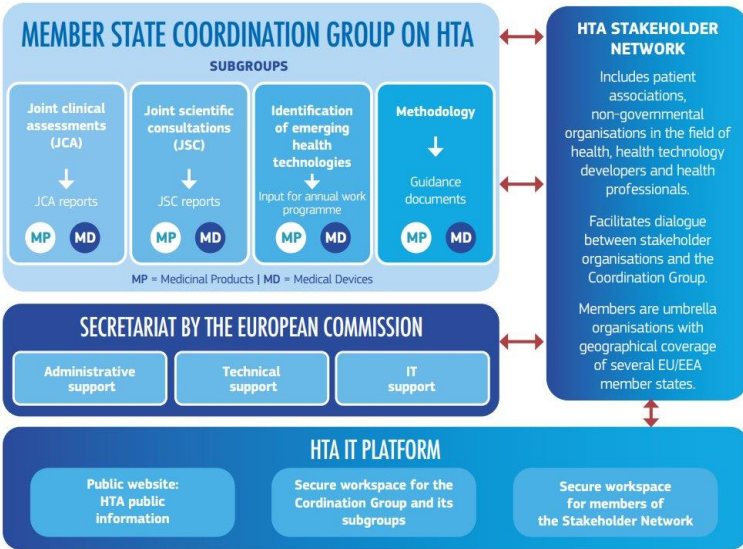 MEMBER STATE COORDINATION GROUP ON HTA
SUBGROUPS
Joint clinical
assessments
(JCA)
JCA reports
MP MD
Joint scientific
consultations
(JSC)
JSC reports
MP MD
Identification
of emerging
health
technologies
Input for annual work
programme
MP MD
Methodology
Guidance
documents
MP MD
MP = Medicinal Products | MD = Medical Devices
HTA STAKEHOLDER
NETWORK
Includes patient
associations,
non-governmental
organisations in the field of
health, health technology
developers and health
professionals.
Facilitates dialogue
between stakeholder
organisations and the
Coordination Group.
Members are umbrella
organisations with
geographical coverage
of several EU/EEA
member states.
SECRETARIAT BY THE EUROPEAN COMMISSION
Administrative
support
Technical
support
IT
support
HTA IT PLATFORM
Public website:
HTA public
information
Secure workspace for the
Cordination Group and its
subgroups
Secure workspace
for members of
the Stakeholder Network